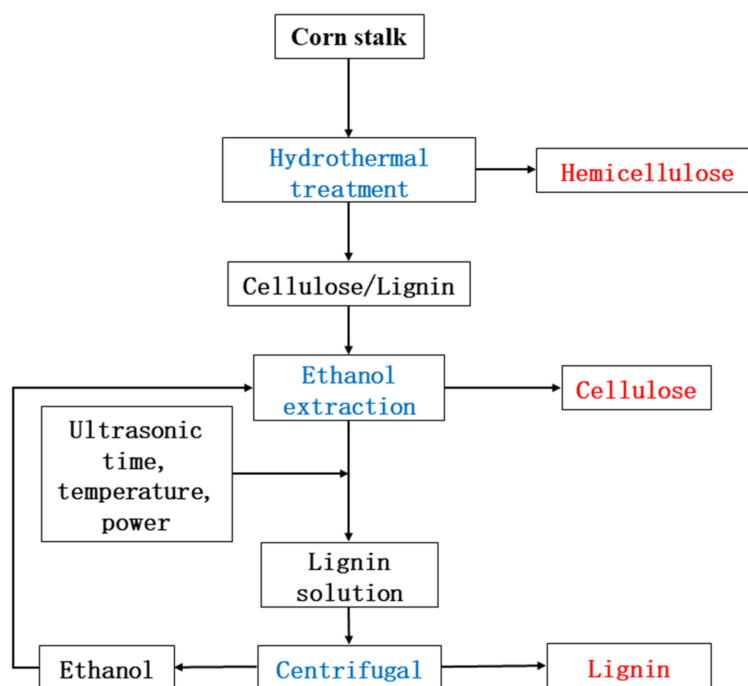 Corn stalk
Hydrothermal
treatment
Hemicellulose
Cellulose/Lignin
Ethanol
extraction
Cellulose
Ultrasonic
time,
temperature,
power
Lignin
solution
Ethanol
Centrifugal
Lignin